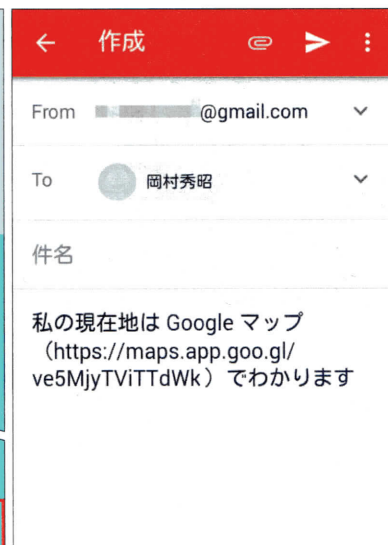 作成
From @gmail.com
To 岡村秀昭
件名
私の現在地は Google マップ
（https://maps.app.goo.gl/
ve5MjyTViTTdWk）でわかります